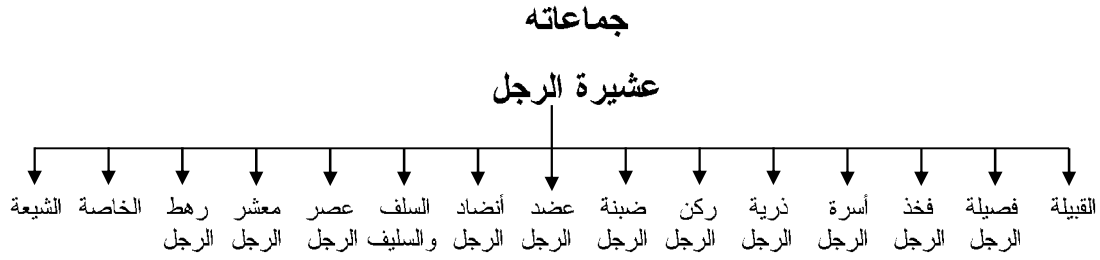 جماعاته
عشيرة الرجل
القبيلة
فصيلة
الرجل
فخذ
الرجل
أسرة
الرجل
ذرية
الرجل
ركن
الرجل
ضبنة
الرجل
عضد
الرجل
أنضاد
الرجل
السلف
والسليف
عصر
الرجل
معشر
الرجل
رهط
الرجل
الخاصة
الشيعة